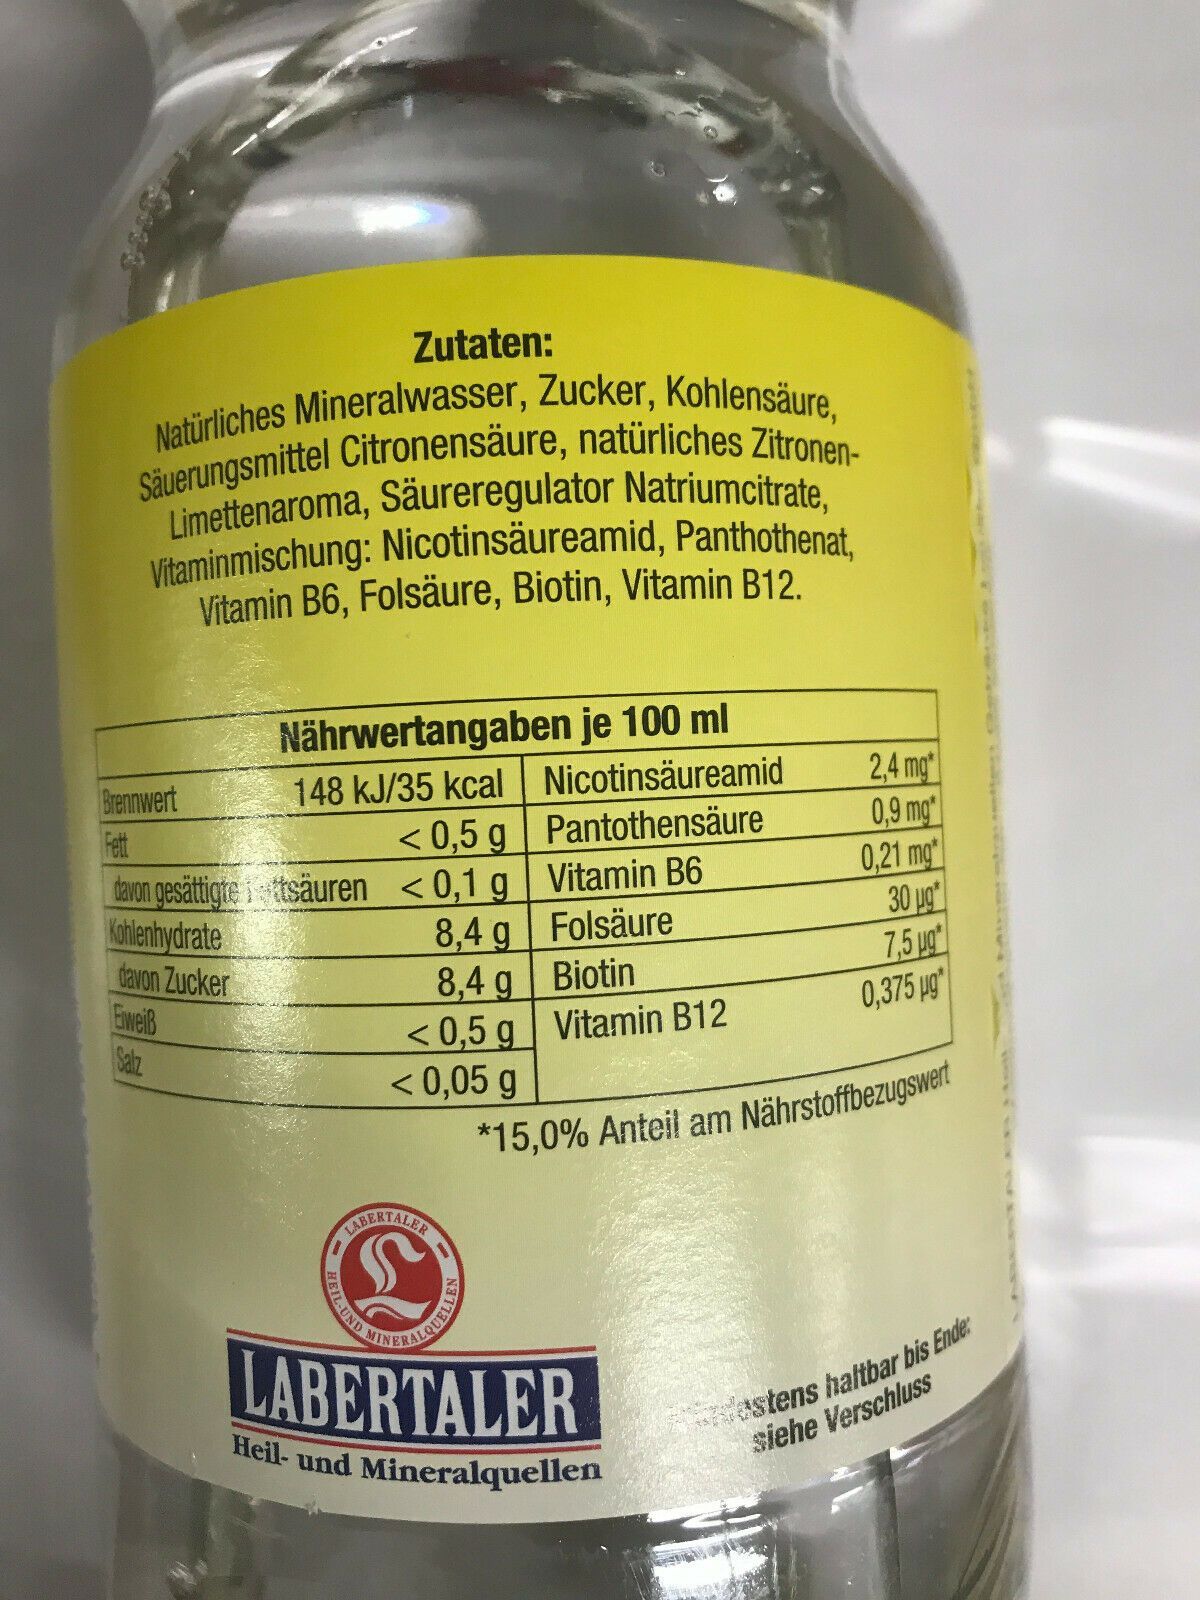 Zutaten:
Natürliches Mineralwasser, Zucker, Kohlensäure,
Säuerungsmittel Citronensäure, natürliches Zitronen-
Limettenaroma, Säureregulator Natriumcitrate,
Vitaminmischung: Nicotinsäureamid, Panthothenat,
Vitamin B6, Folsäure, Biotin, Vitamin B12.
Nährwertangaben je 100 ml
Brennwert 148 kJ/35 kcal Nicotinsäureamid 2,4 mg*
Fett < 0,5 g Pantothensäure 0,9 mg*
davon gesättigte Fettsäuren < 0,1 g Vitamin B6 0,21 mg*
Kohlenhydrate 8,4 g Folsäure 30 µg*
davon Zucker 8,4 g Biotin 7,5 µg*
Eiweiß < 0,5 g Vitamin B12 0,375 µg*
Salz < 0,05 g
*15,0% Anteil am Nährstoffbezugswert
LABERTALER
HEIL- UND MINERALQUELLEN
LABERTALER
Heil- und Mineralquellen
Mindestens haltbar bis Ende:
siehe Verschluss